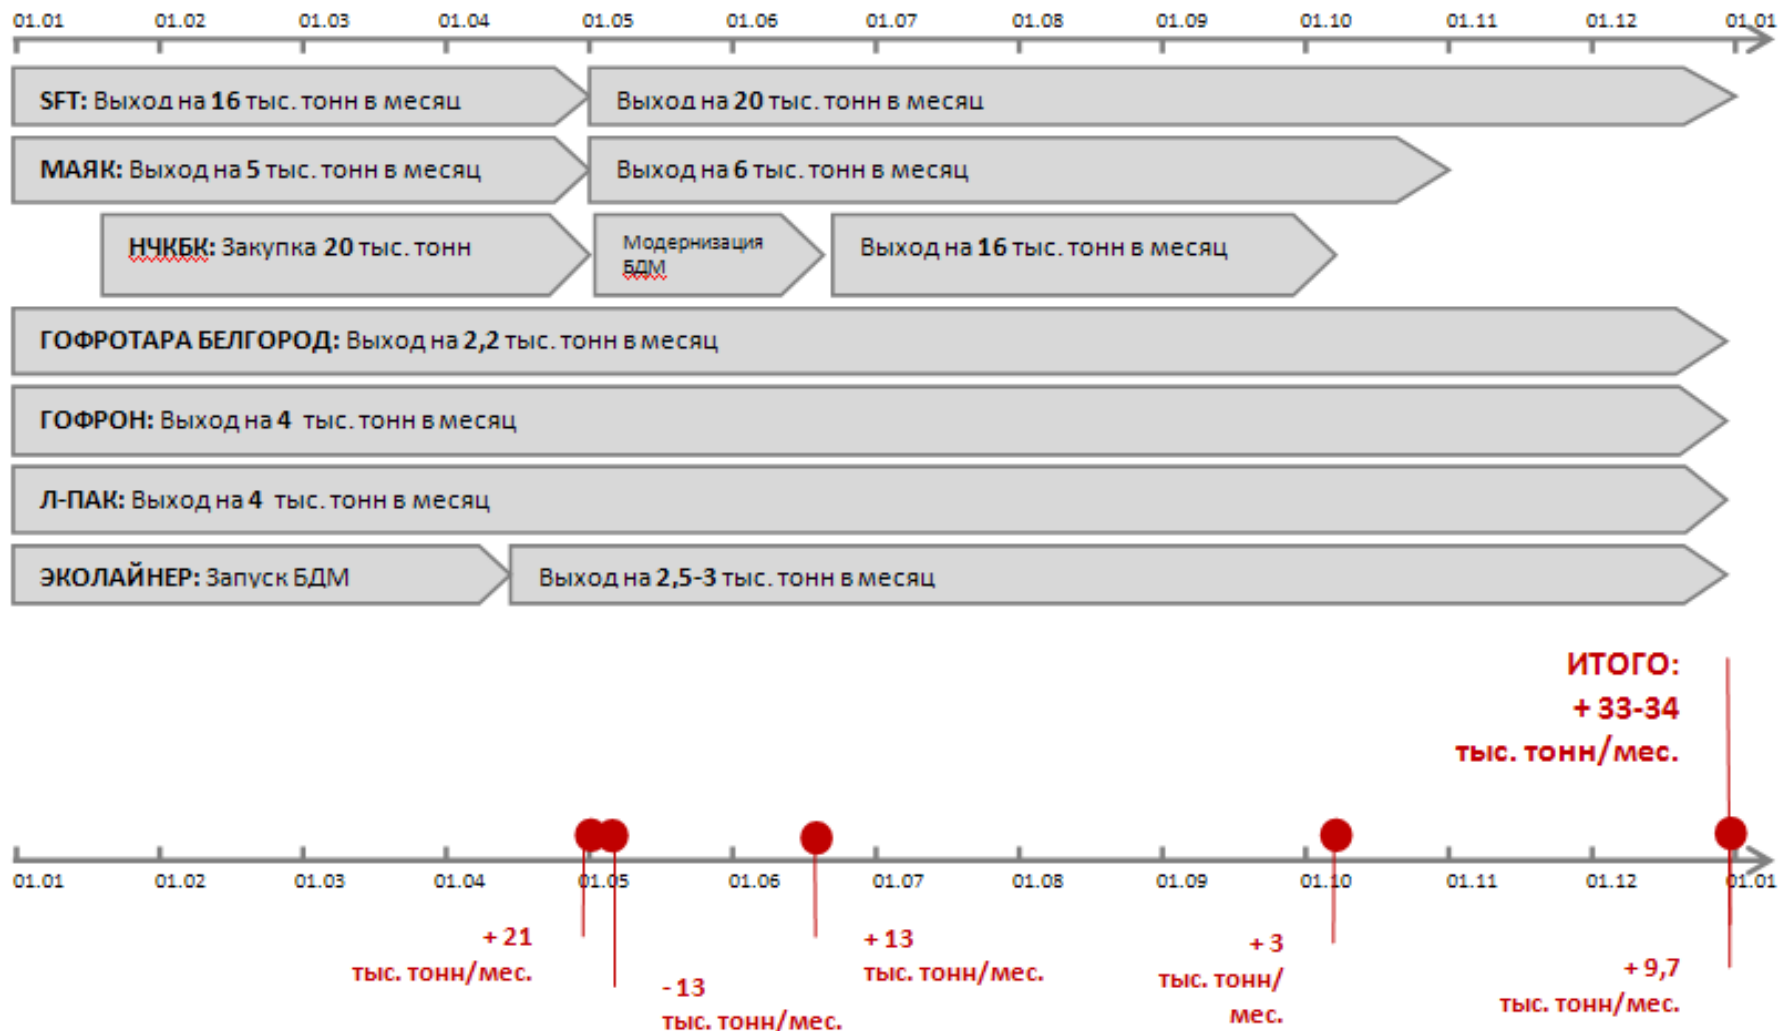 01.01 01.02 01.03 01.04 01.05 01.06 01.07 01.08 01.09 01.10 01.11 01.12 01.01
SFT: Выход на 16 тыс. тонн в месяц
Выход на 20 тыс. тонн в месяц
МАЯК: Выход на 5 тыс. тонн в месяц
Выход на 6 тыс. тонн в месяц
НЧКБК: Закупка 20 тыс. тонн
Модернизация
БДМ
Выход на 16 тыс. тонн в месяц
ГОФРОТАРА БЕЛГОРОД: Выход на 2,2 тыс. тонн в месяц
ГОФРОН: Выход на 4 тыс. тонн в месяц
Л-ПАК: Выход на 4 тыс. тонн в месяц
ЭКОЛАЙНЕР: Запуск БДМ
Выход на 2,5-3 тыс. тонн в месяц
ИТОГО:
+ 33-34
тыс. тонн/мес.
01.01 01.02 01.03 01.04 01.05 01.06 01.07 01.08 01.09 01.10 01.11 01.12 01.01
+ 21
тыс. тонн/мес.
- 13
тыс. тонн/мес.
+ 13
тыс. тонн/мес.
+ 3
тыс. тонн/
мес.
+ 9,7
тыс. тонн/мес.